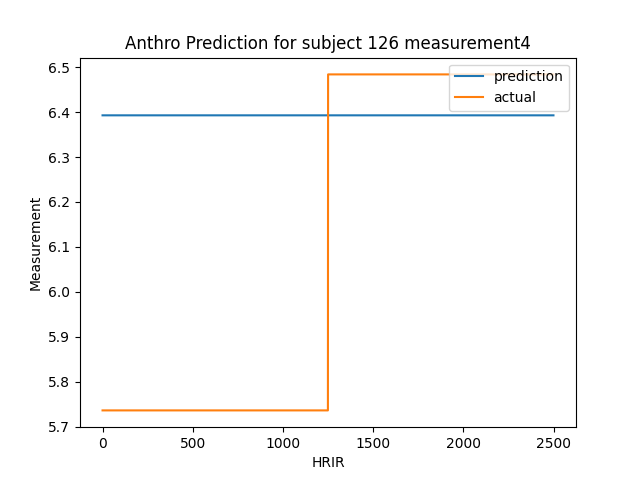 Anthro Prediction for subject 126 measurement4
6.5
6.4
6.3
6.2
6.1
6.0
5.9
5.8
5.7
Measurement
prediction
actual
0 500 1000 1500 2000 2500
HRIR